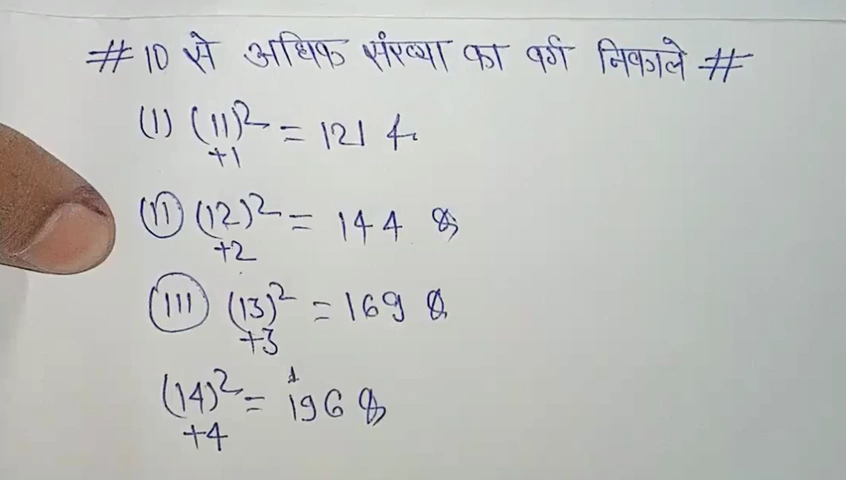 # 10 से अधिक संख्या का वर्ग निकाले #
(I) (11)² = 121
+1
(II) (12)² = 144
+2
(III) (13)² = 169
+3
1
(14)² = 196
+4